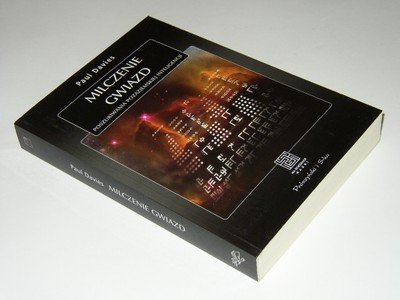 Paul Davies
MILCZENIE
GWIAZD
POSZUKIWANIA POZAZIEMSKIEJ INTELIGENCJI
Prószyński i S-ka
Paul Davies MILCZENIE GWIAZD